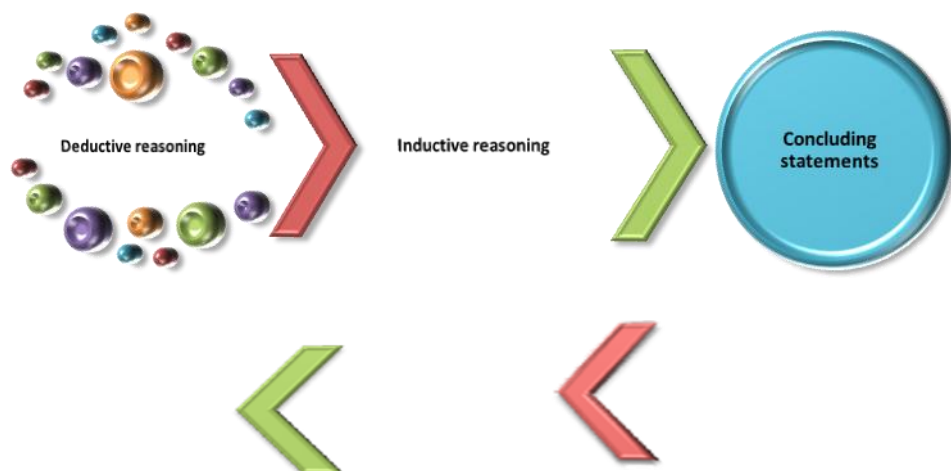 Deductive reasoning
Inductive reasoning
Concluding
statements